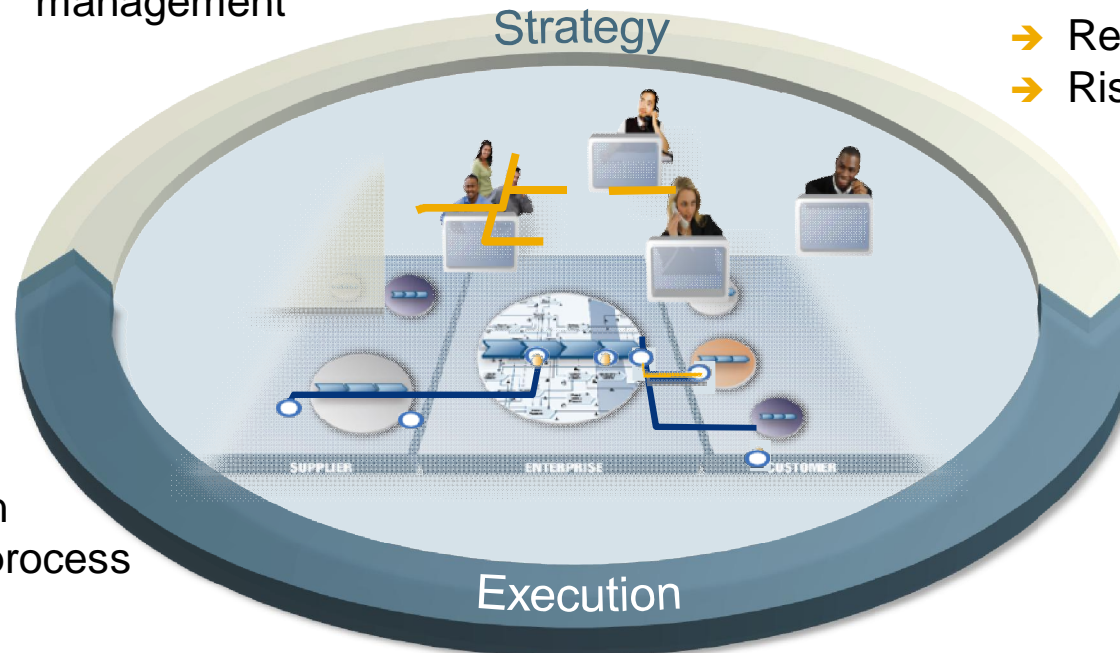 management
Strategy
➔ Re
➔ Ris
SUPPLIER
ENTERPRISE
CUSTOMER
n
process
Execution